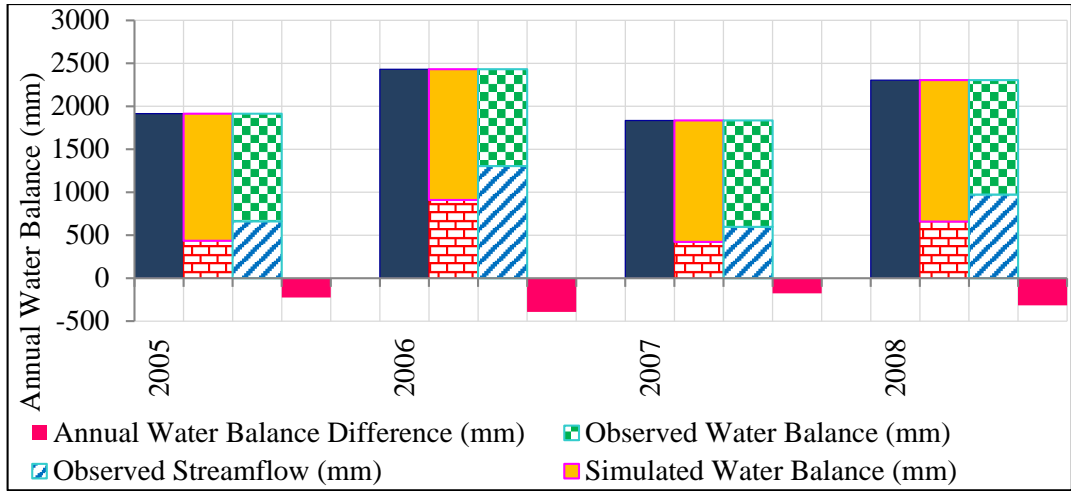 Annual Water Balance (mm)
3000
2500
2000
1500
1000
500
0
-500
2005
2006
2007
2008
Annual Water Balance Difference (mm)
Observed Water Balance (mm)
Observed Streamflow (mm)
Simulated Water Balance (mm)